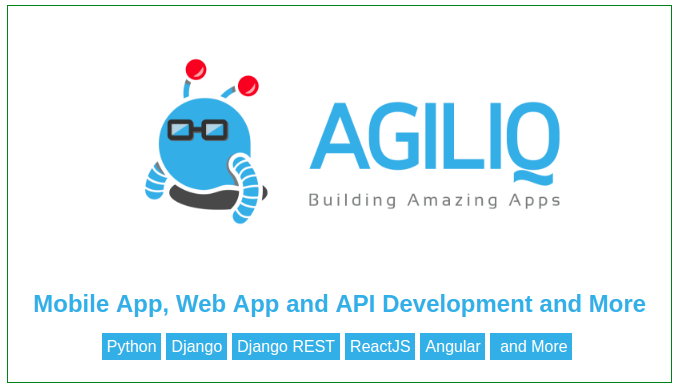 AGILIQ
Building Amazing Apps
Mobile App, Web App and API Development and More
Python Django Django REST ReactJS Angular and More